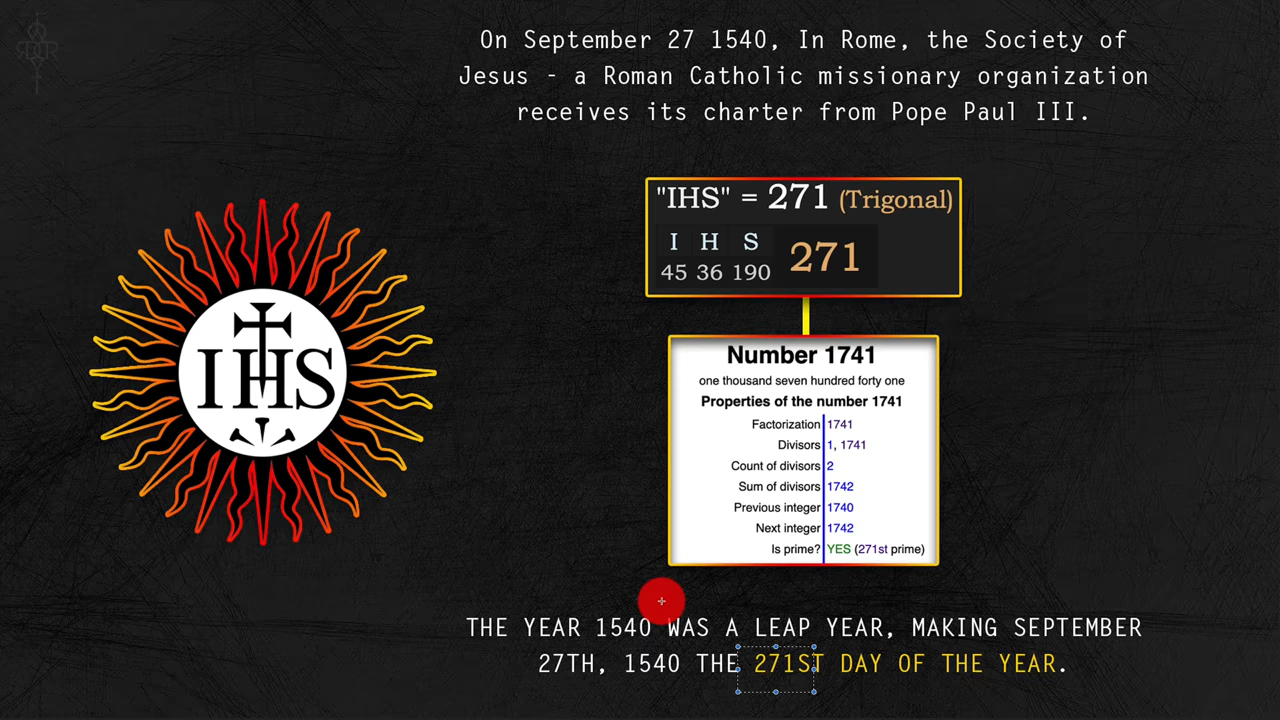 On September 27 1540, In Rome, the Society of
Jesus - a Roman Catholic missionary organization
receives its charter from Pope Paul III.
"IHS" = 271 (Trigonal)
I H S 271
45 36 190
IHS
Number 1741
one thousand seven hundred forty one
Properties of the number 1741
Factorization 1741
Divisors 1, 1741
Count of divisors 2
Sum of divisors 1742
Previous integer 1740
Next integer 1742
Is prime? YES (271st prime)
THE YEAR 1540 WAS A LEAP YEAR, MAKING SEPTEMBER
27TH, 1540 THE 271ST DAY OF THE YEAR.